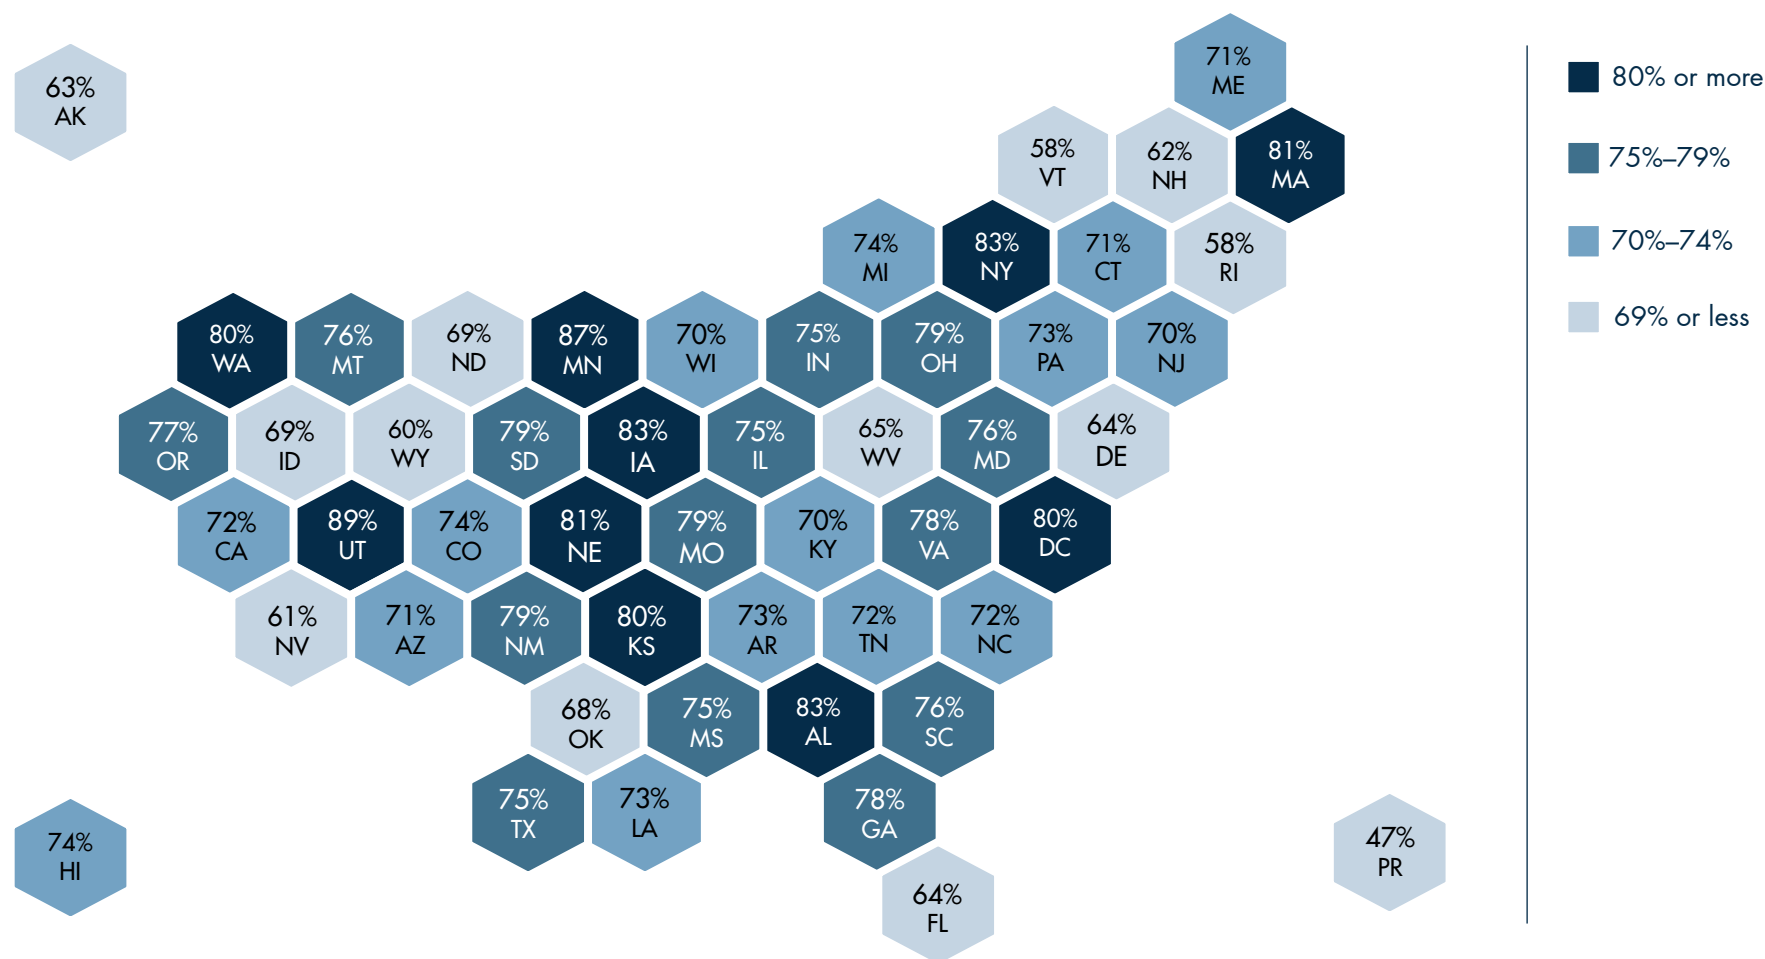 71%
ME
63%
AK
58%
VT
62%
NH
81%
MA
74%
MI
83%
NY
71%
CT
58%
RI
80%
WA
76%
MT
69%
ND
87%
MN
70%
WI
75%
IN
79%
OH
73%
PA
70%
NJ
77%
OR
69%
ID
60%
WY
79%
SD
83%
IA
75%
IL
65%
WV
76%
MD
64%
DE
72%
CA
89%
UT
74%
CO
81%
NE
79%
MO
70%
KY
78%
VA
80%
DC
61%
NV
71%
AZ
79%
NM
80%
KS
73%
AR
72%
TN
72%
NC
68%
OK
75%
MS
83%
AL
76%
SC
75%
TX
73%
LA
78%
GA
74%
HI
47%
PR
64%
FL
80% or more
75%–79%
70%–74%
69% or less